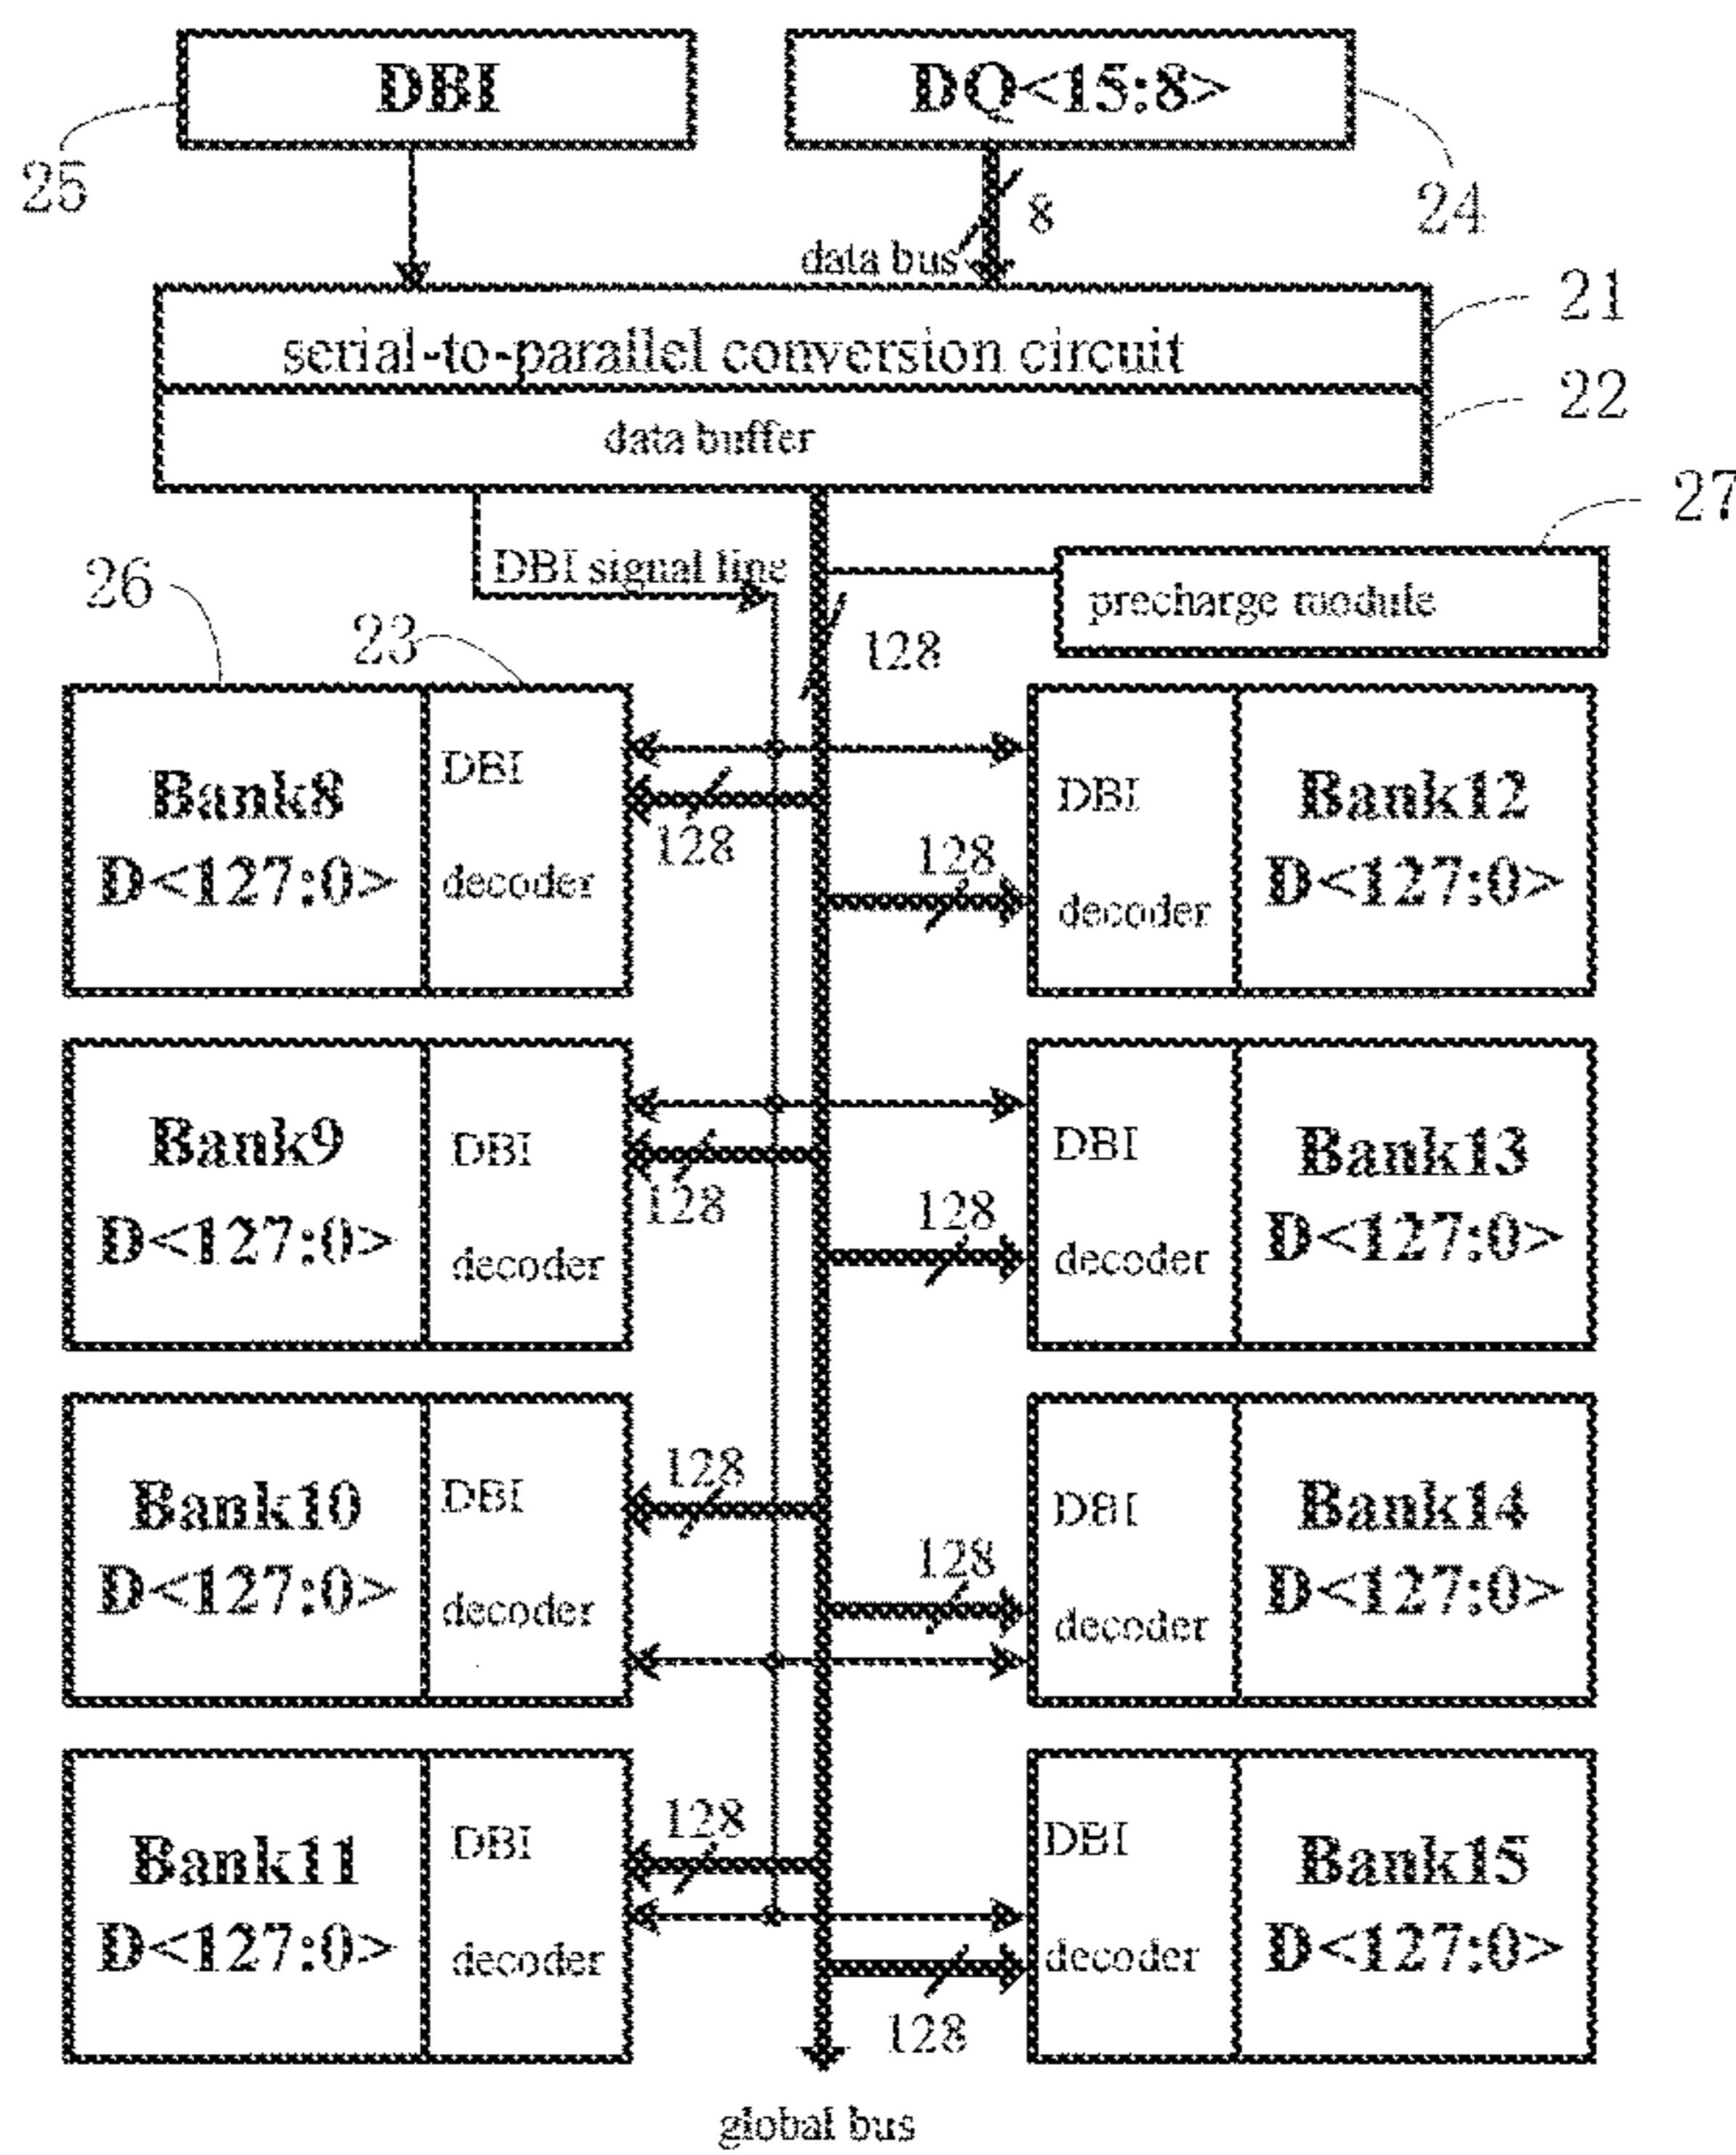 DBI
DQ<15:8>
25
24
8
data bus
21
serial-to-parallel conversion circuit
22
data buffer
27
DBI signal line
precharge module
26
23
128
Bank8
D<127:0>
DBI
decoder
128
128
DBI
decoder
Bank12
D<127:0>
Bank9
D<127:0>
DBI
decoder
128
128
DBI
decoder
Bank13
D<127:0>
Bank10
D<127:0>
DBI
decoder
128
128
DBI
decoder
Bank14
D<127:0>
Bank11
D<127:0>
DBI
decoder
128
128
DBI
decoder
Bank15
D<127:0>
global bus